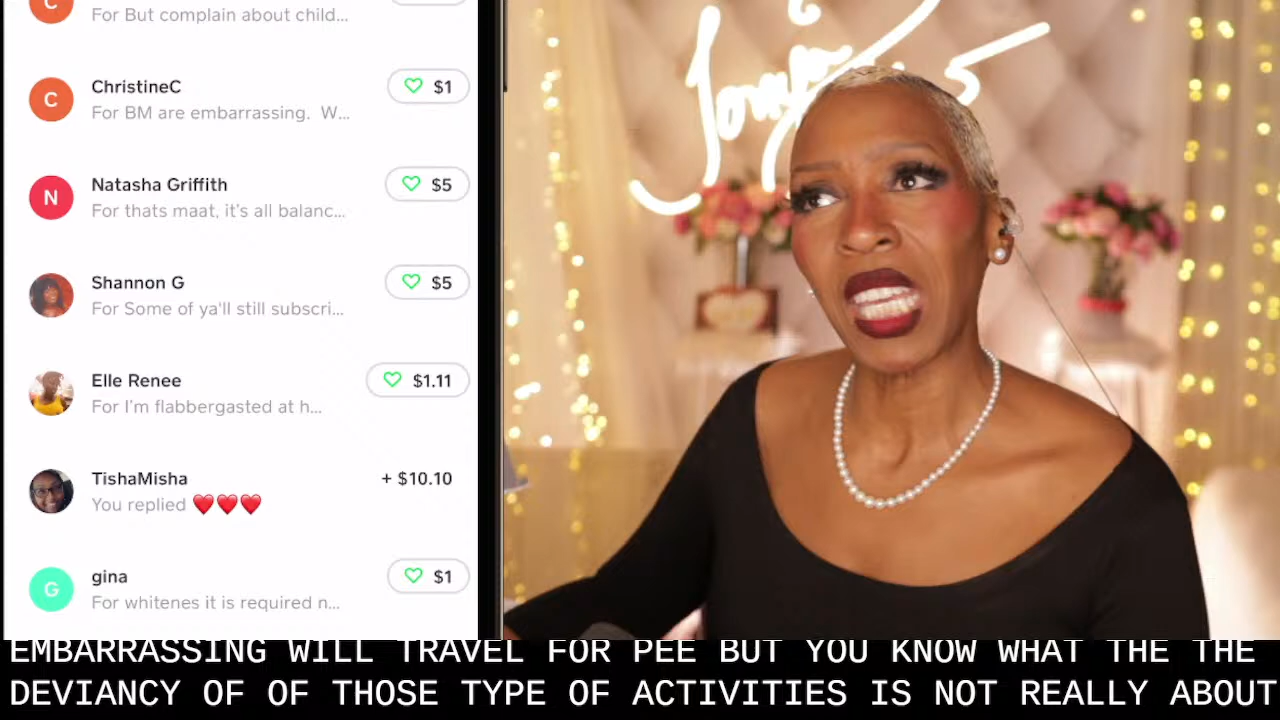 C
For But complain about child...
ChristineC
$1
C
For BM are embarrassing. W...
Natasha Griffith
$5
N
For thats maat, it's all balanc...
Shannon G
$5
For Some of ya'll still subscri...
Elle Renee
$1.11
For I'm flabbergasted at h...
TishaMisha
+ $10.10
You replied ❤️❤️❤️
gina
$1
G
For whitenes it is required n...
EMBARRASSING WILL TRAVEL FOR PEE BUT YOU KNOW WHAT THE THE
DEVIANCY OF OF THOSE TYPE OF ACTIVITIES IS NOT REALLY ABOUT